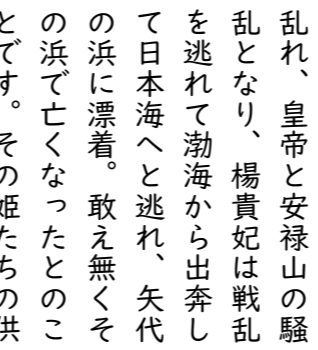 乱れ、皇帝と安禄山の騒
乱となり、楊貴妃は戦乱
を逃れて渤海から出奔し
て日本海へと逃れ、矢代
の浜に漂着。敢え無くそ
の浜で亡くなったとのこ
とです。その姫たちの供